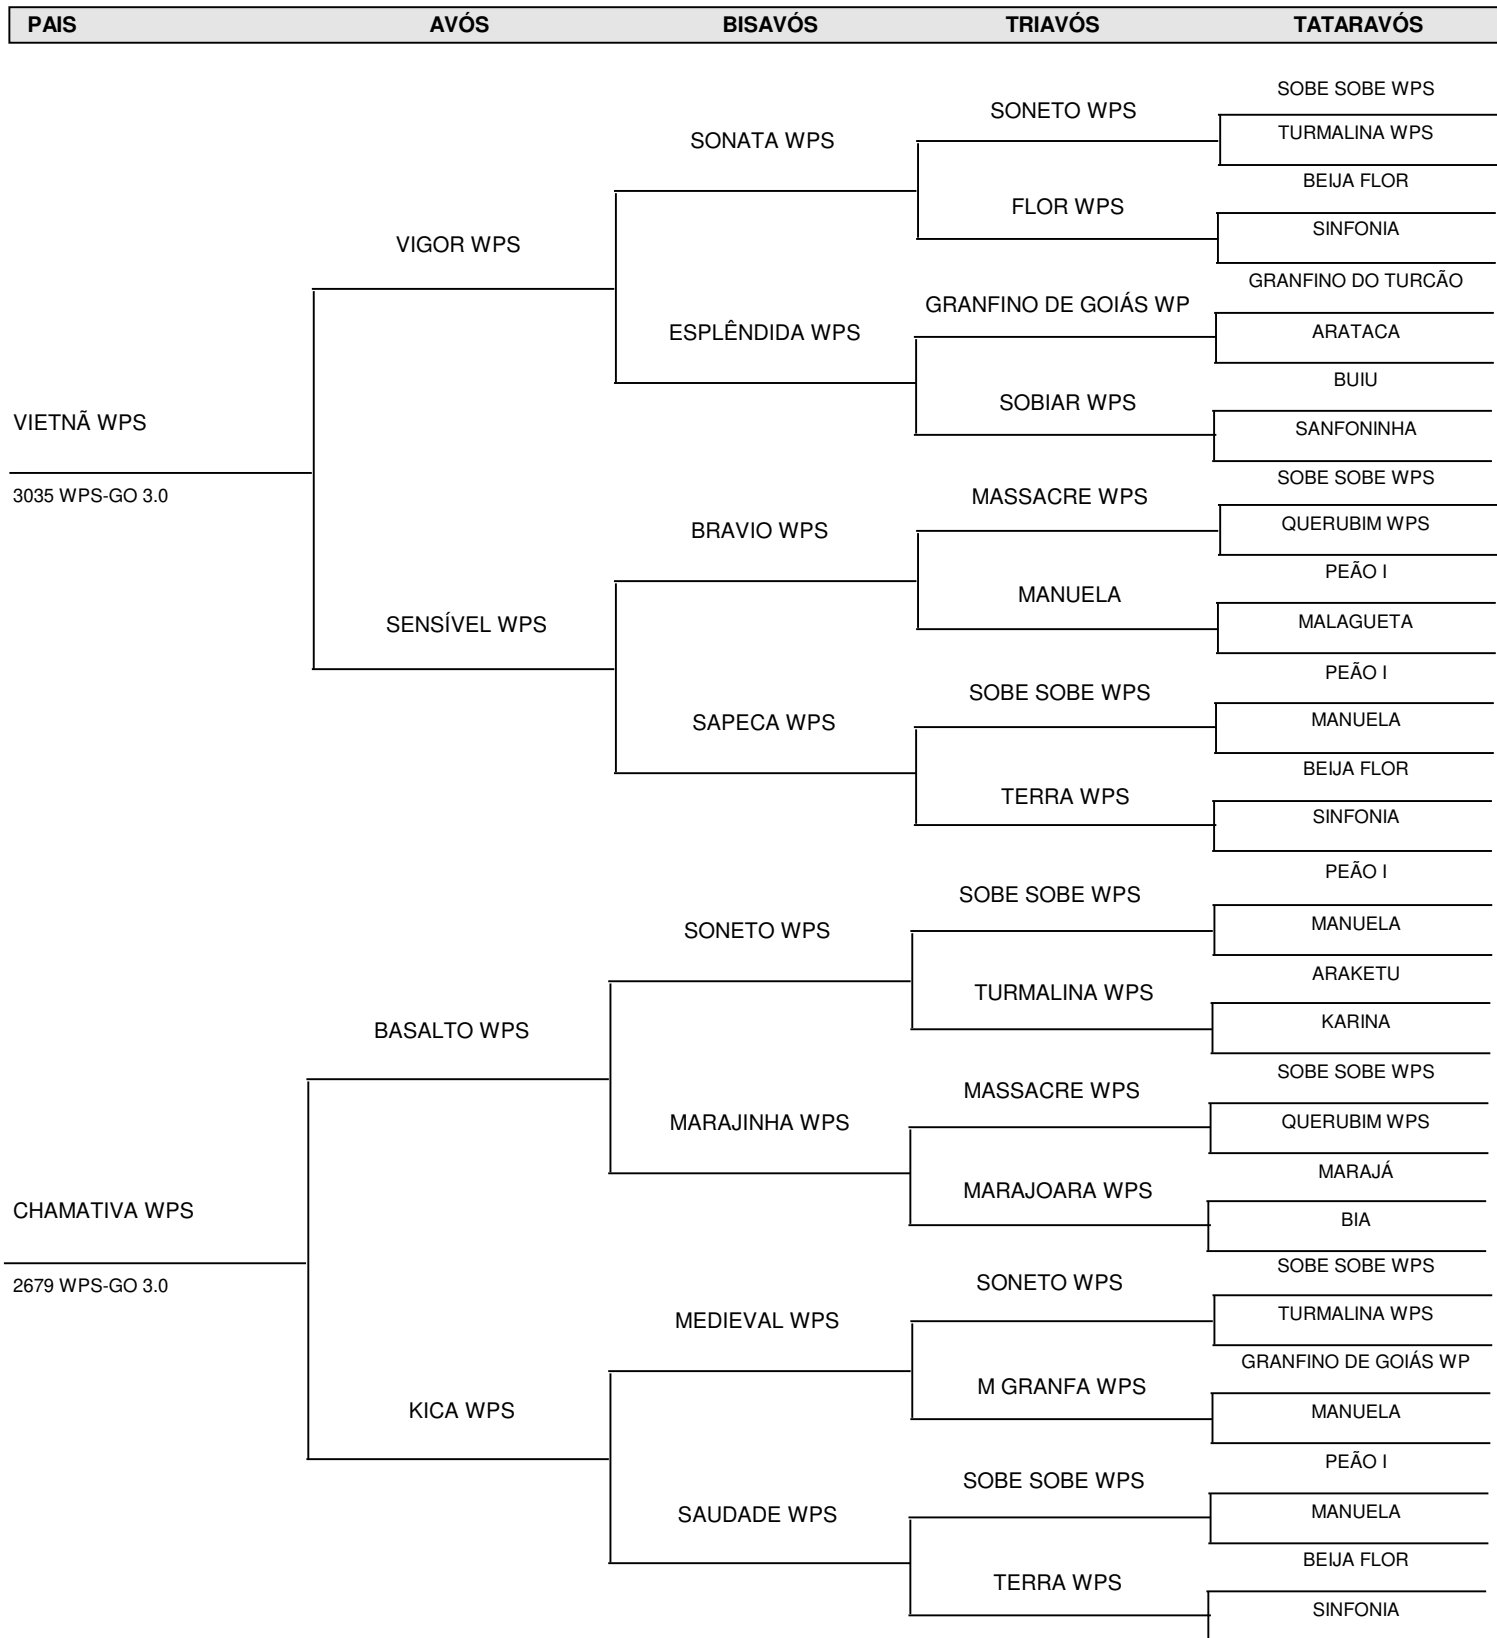 PAIS AVÓS BISAVÓS TRIAVÓS TATARAVÓS
SOBE SOBE WPS
SONETO WPS
TURMALINA WPS
SONATA WPS
BEIJA FLOR
FLOR WPS
SINFONIA
VIGOR WPS
GRANFINO DO TURCÃO
GRANFINO DE GOIÁS WP
ESPLÊNDIDA WPS
ARATACA
BUIU
SOBIAR WPS
VIETNÃ WPS
SANFONINHA
SOBE SOBE WPS
3035 WPS-GO 3.0
MASSACRE WPS
QUERUBIM WPS
BRAVIO WPS
PEÃO I
MANUELA
SENSÍVEL WPS
MALAGUETA
PEÃO I
SOBE SOBE WPS
SAPECA WPS
MANUELA
BEIJA FLOR
TERRA WPS
SINFONIA
PEÃO I
SOBE SOBE WPS
SONETO WPS
MANUELA
ARAKETU
TURMALINA WPS
BASALTO WPS
KARINA
SOBE SOBE WPS
MASSACRE WPS
MARAJINHA WPS
QUERUBIM WPS
MARAJÁ
MARAJOARA WPS
CHAMATIVA WPS
BIA
SOBE SOBE WPS
2679 WPS-GO 3.0
SONETO WPS
MEDIEVAL WPS
TURMALINA WPS
GRANFINO DE GOIÁS WP
M GRANFA WPS
KICA WPS
MANUELA
PEÃO I
SOBE SOBE WPS
SAUDADE WPS
MANUELA
BEIJA FLOR
TERRA WPS
SINFONIA